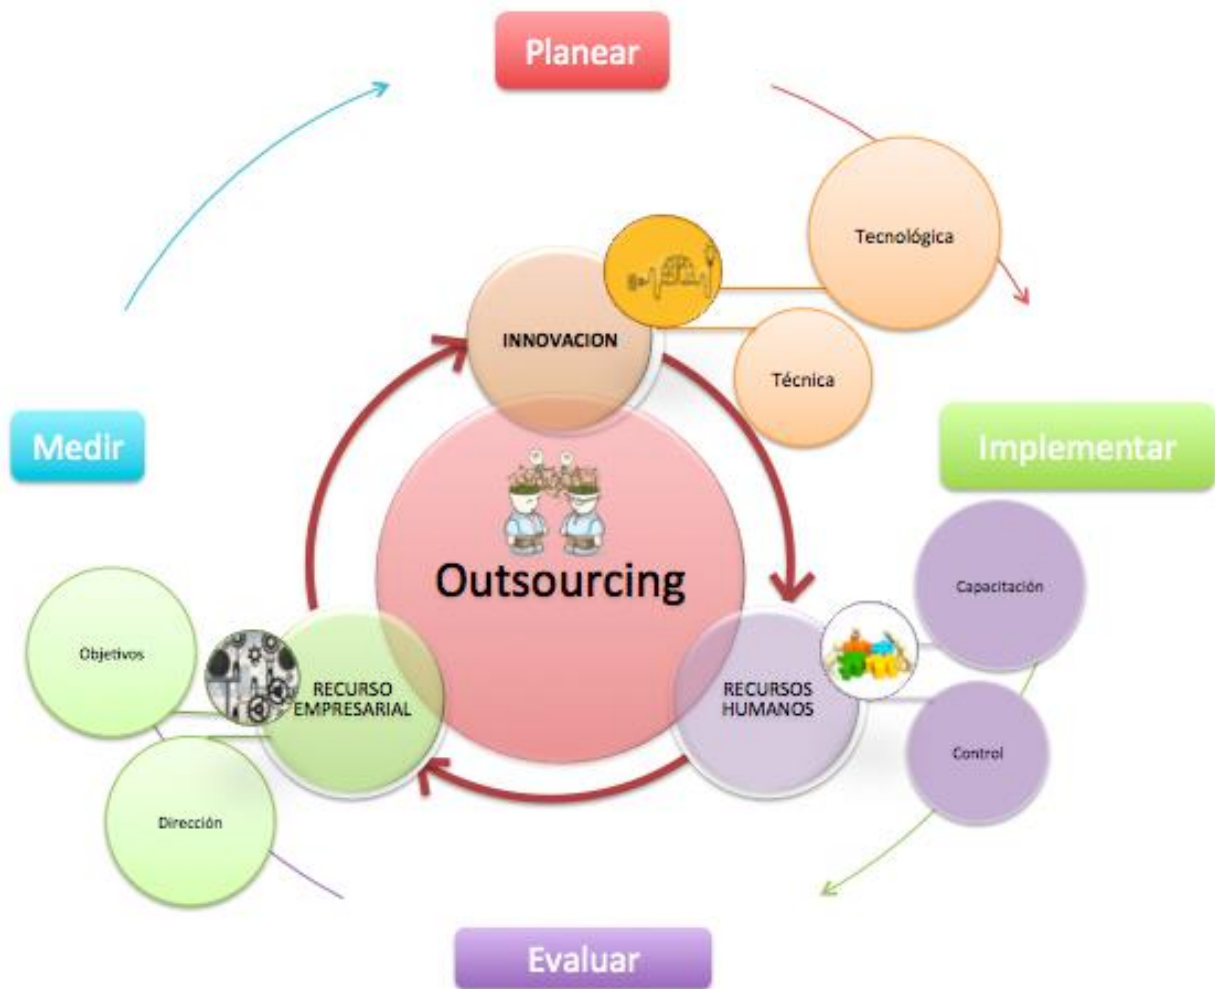 Planear
Tecnológica
INNOVACION
Técnica
Medir
Implementar
Outsourcing
Capacitación
Objetivos
RECURSO
EMPRESARIAL
RECURSOS
HUMANOS
Control
Dirección
Evaluar